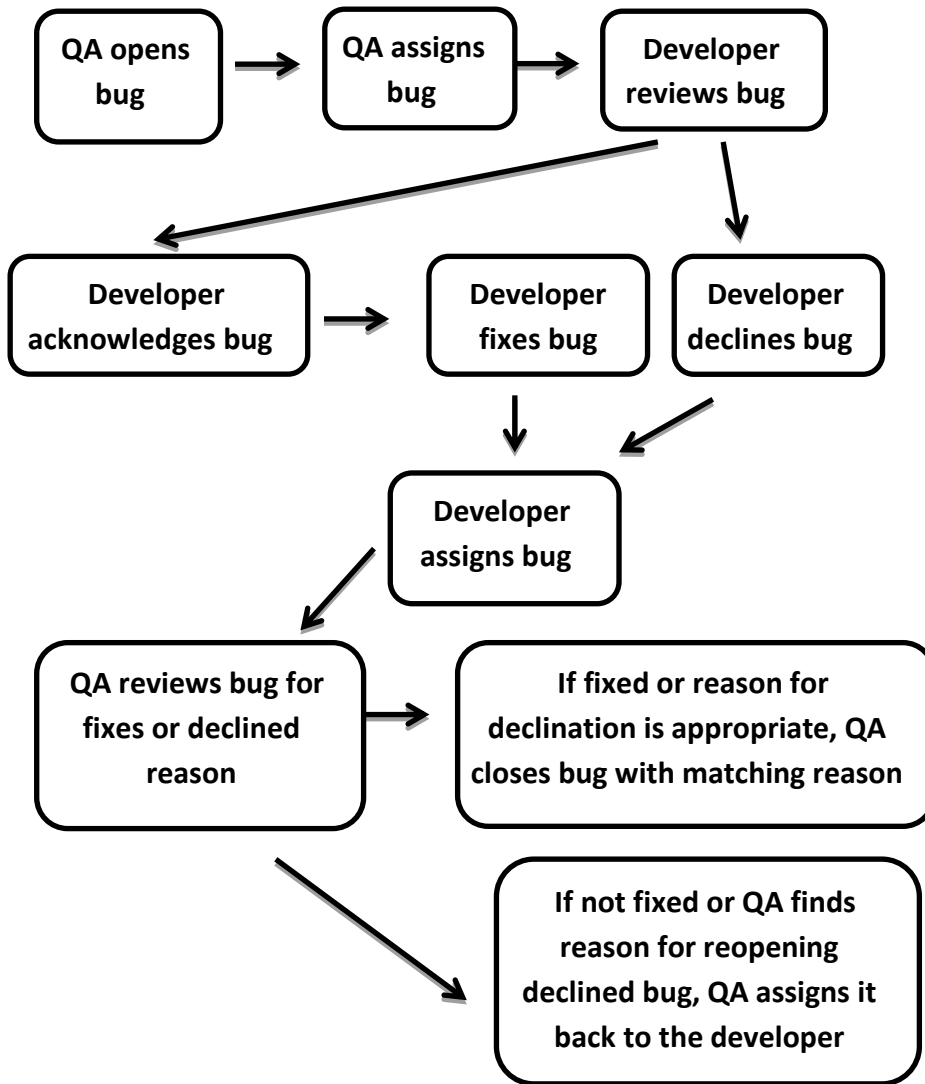 QA opens
bug
QA assigns
bug
Developer
reviews bug
Developer
acknowledges bug
Developer
fixes bug
Developer
declines bug
Developer
assigns bug
QA reviews bug for
fixes or declined
reason
If fixed or reason for
declination is appropriate, QA
closes bug with matching reason
If not fixed or QA finds
reason for reopening
declined bug, QA assigns it
back to the developer